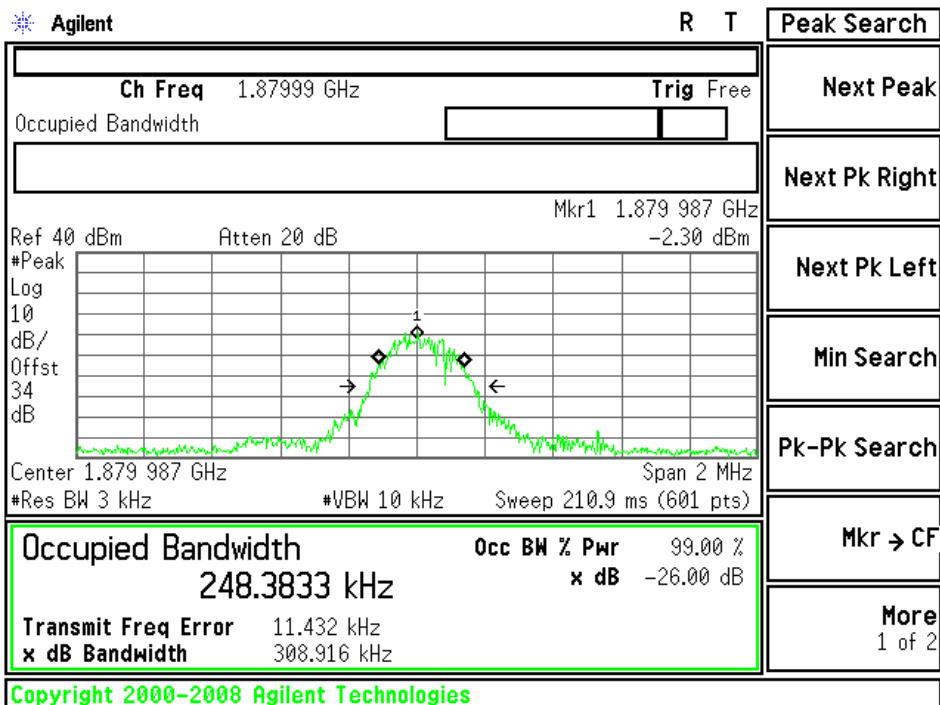 Agilent
R T
Peak Search
Ch Freq 1.87999 GHz
Trig Free
Occupied Bandwidth
Mkr1 1.879 987 GHz
Ref 40 dBm
Atten 20 dB
-2.30 dBm
#Peak
Log
10
dB/
Offst
34
dB
1
Center 1.879 987 GHz
Span 2 MHz
#Res BW 3 kHz
#VBW 10 kHz
Sweep 210.9 ms (601 pts)
Occupied Bandwidth
248.3833 kHz
Occ BW % Pwr 99.00 %
x dB -26.00 dB
Transmit Freq Error 11.432 kHz
x dB Bandwidth 308.916 kHz
Copyright 2000-2008 Agilent Technologies
Next Peak
Next Pk Right
Next Pk Left
Min Search
Pk-Pk Search
Mkr → CF
More
1 of 2